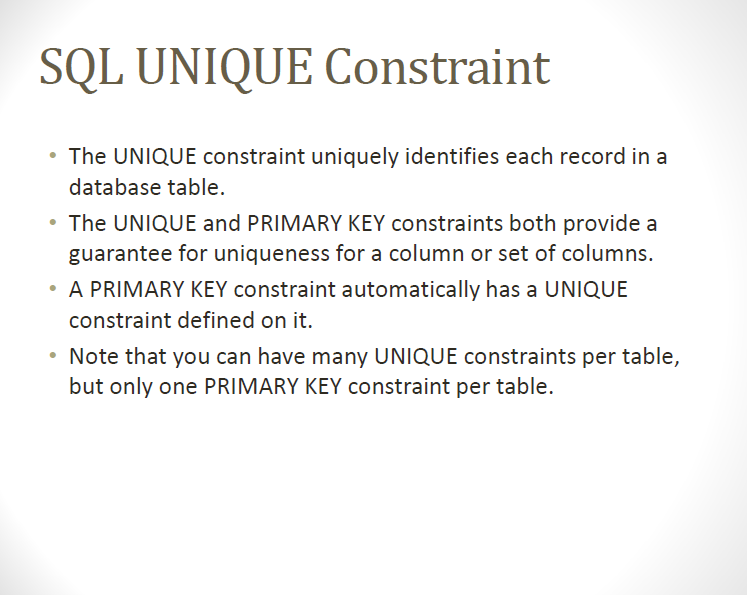 SQL UNIQUE Constraint
• The UNIQUE constraint uniquely identifies each record in a
database table.
• The UNIQUE and PRIMARY KEY constraints both provide a
guarantee for uniqueness for a column or set of columns.
• A PRIMARY KEY constraint automatically has a UNIQUE
constraint defined on it.
• Note that you can have many UNIQUE constraints per table,
but only one PRIMARY KEY constraint per table.